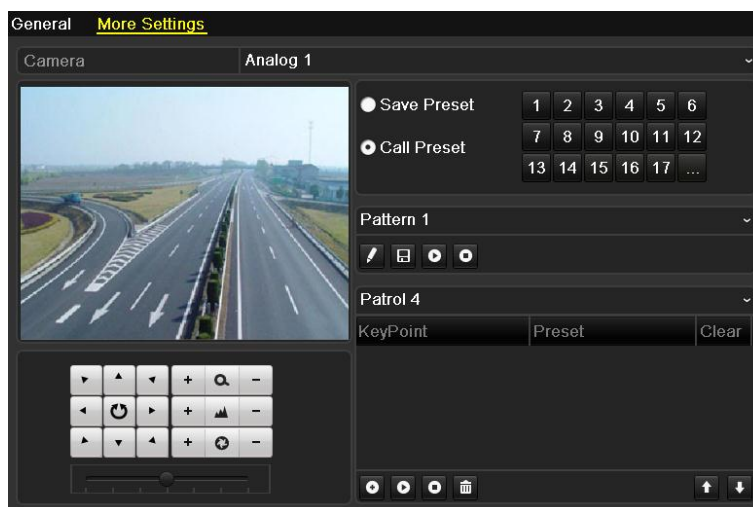 General More Settings
Camera Analog 1
Save Preset
Call Preset
1 2 3 4 5 6
7 8 9 10 11 12
13 14 15 16 17 ...
Pattern 1
Patrol 4
KeyPoint Preset Clear